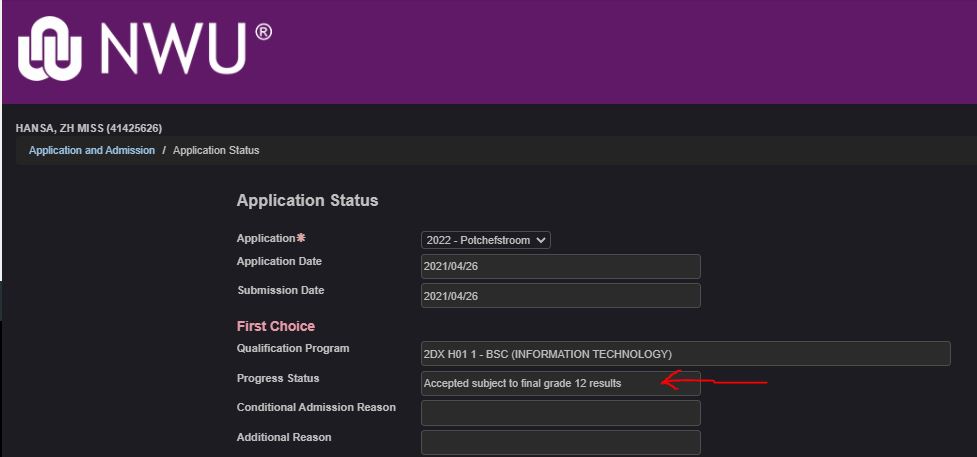 NWU®
HANSA, ZH MISS (41425626)
Application and Admission / Application Status
Application Status
Application* 2022 - Potchefstroom
Application Date 2021/04/26
Submission Date 2021/04/26
First Choice
Qualification Program 2DX H01 1 - BSC (INFORMATION TECHNOLOGY)
Progress Status Accepted subject to final grade 12 results
Conditional Admission Reason
Additional Reason